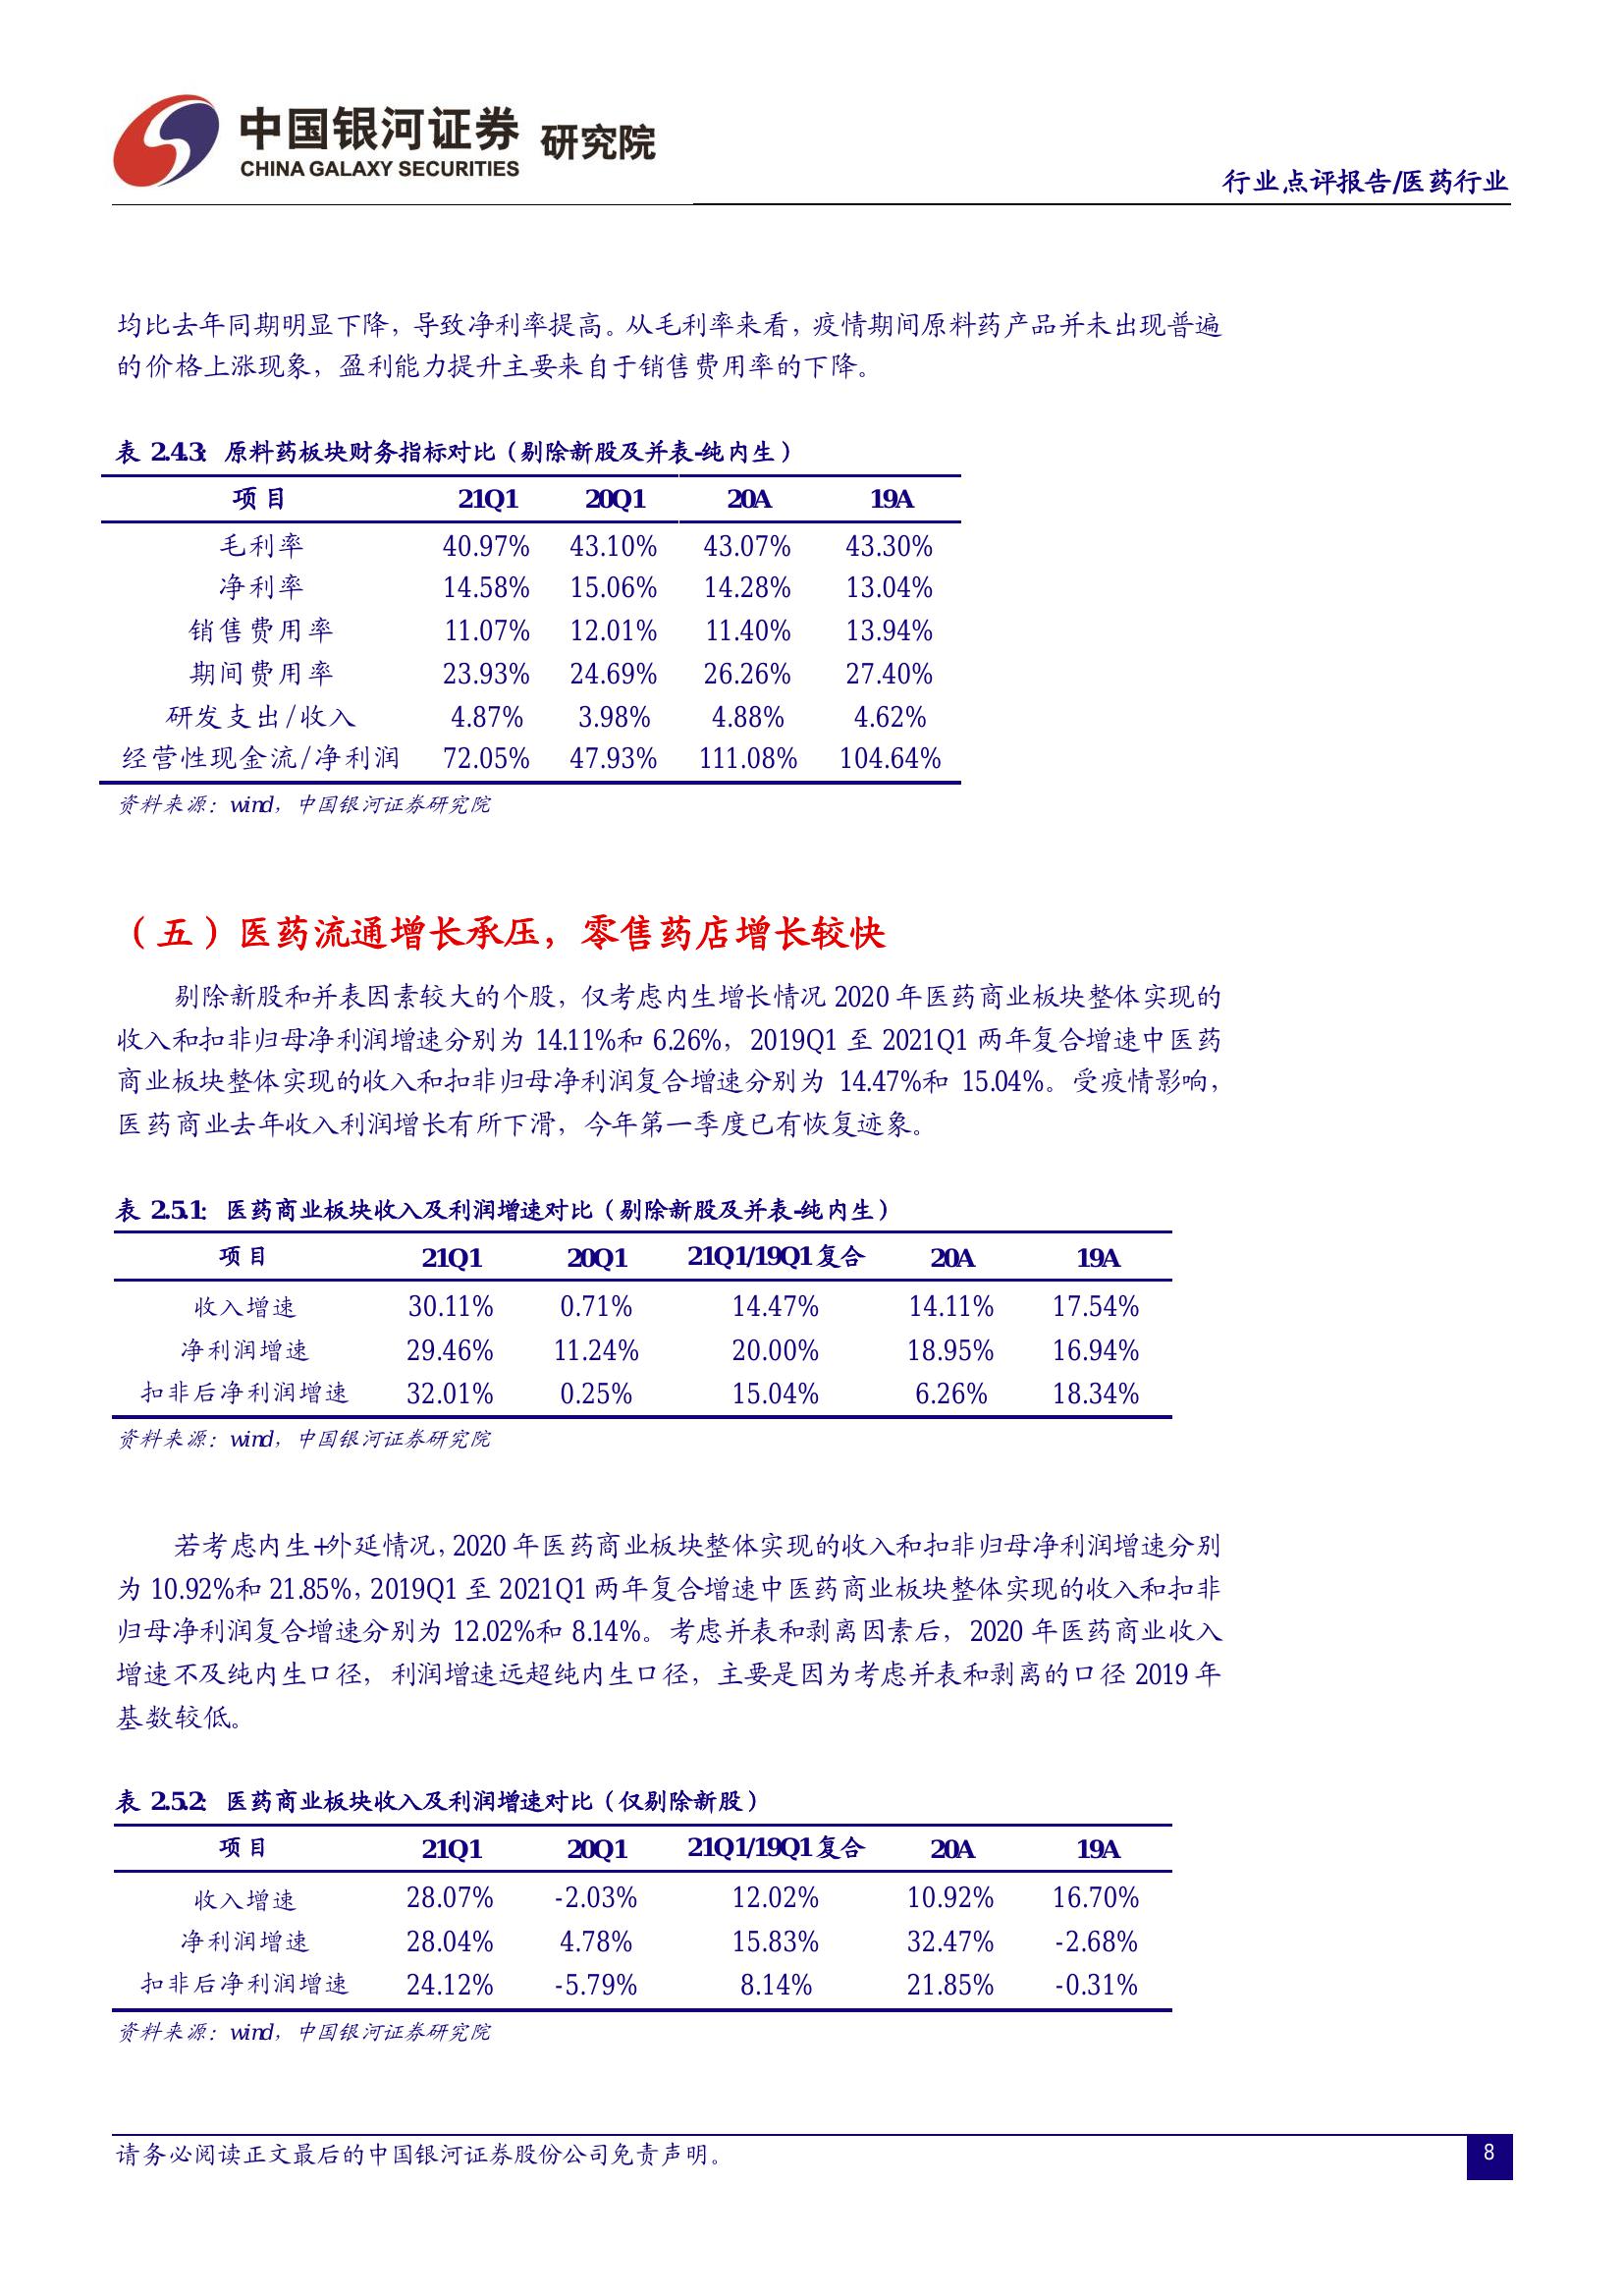 中国银河证券 研究院
CHINA GALAXY SECURITIES
行业点评报告/医药行业
均比去年同期明显下降，导致净利率提高。从毛利率来看，疫情期间原料药产品并未出现普遍
的价格上涨现象，盈利能力提升主要来自于销售费用率的下降。
表 2.4.3：原料药板块财务指标对比（剔除新股及并表-纯内生）
项目 21Q1 20Q1 20A 19A
毛利率 40.97% 43.10% 43.07% 43.30%
净利率 14.58% 15.06% 14.28% 13.04%
销售费用率 11.07% 12.01% 11.40% 13.94%
期间费用率 23.93% 24.69% 26.26% 27.40%
研发支出/收入 4.87% 3.98% 4.88% 4.62%
经营性现金流/净利润 72.05% 47.93% 111.08% 104.64%
资料来源：wind，中国银河证券研究院
（五）医药流通增长承压，零售药店增长较快
剔除新股和并表因素较大的个股，仅考虑内生增长情况 2020 年医药商业板块整体实现的
收入和扣非归母净利润增速分别为 14.11%和 6.26%，2019Q1 至 2021Q1 两年复合增速中医药
商业板块整体实现的收入和扣非归母净利润复合增速分别为 14.47%和 15.04%。受疫情影响，
医药商业去年收入利润增长有所下滑，今年第一季度已有恢复迹象。
表 2.5.1：医药商业板块收入及利润增速对比（剔除新股及并表-纯内生）
项目 21Q1 20Q1 21Q1/19Q1复合 20A 19A
收入增速 30.11% 0.71% 14.47% 14.11% 17.54%
净利润增速 29.46% 11.24% 20.00% 18.95% 16.94%
扣非后净利润增速 32.01% 0.25% 15.04% 6.26% 18.34%
资料来源：wind，中国银河证券研究院
若考虑内生+外延情况，2020 年医药商业板块整体实现的收入和扣非归母净利润增速分别
为 10.92%和 21.85%，2019Q1 至 2021Q1 两年复合增速中医药商业板块整体实现的收入和扣非
归母净利润复合增速分别为 12.02%和 8.14%。考虑并表和剥离因素后，2020 年医药商业收入
增速不及纯内生口径，利润增速远超纯内生口径，主要是因为考虑并表和剥离的口径 2019 年
基数较低。
表 2.5.2：医药商业板块收入及利润增速对比（仅剔除新股）
项目 21Q1 20Q1 21Q1/19Q1复合 20A 19A
收入增速 28.07% -2.03% 12.02% 10.92% 16.70%
净利润增速 28.04% 4.78% 15.83% 32.47% -2.68%
扣非后净利润增速 24.12% -5.79% 8.14% 21.85% -0.31%
资料来源：wind，中国银河证券研究院
请务必阅读正文最后的中国银河证券股份公司免责声明。
8